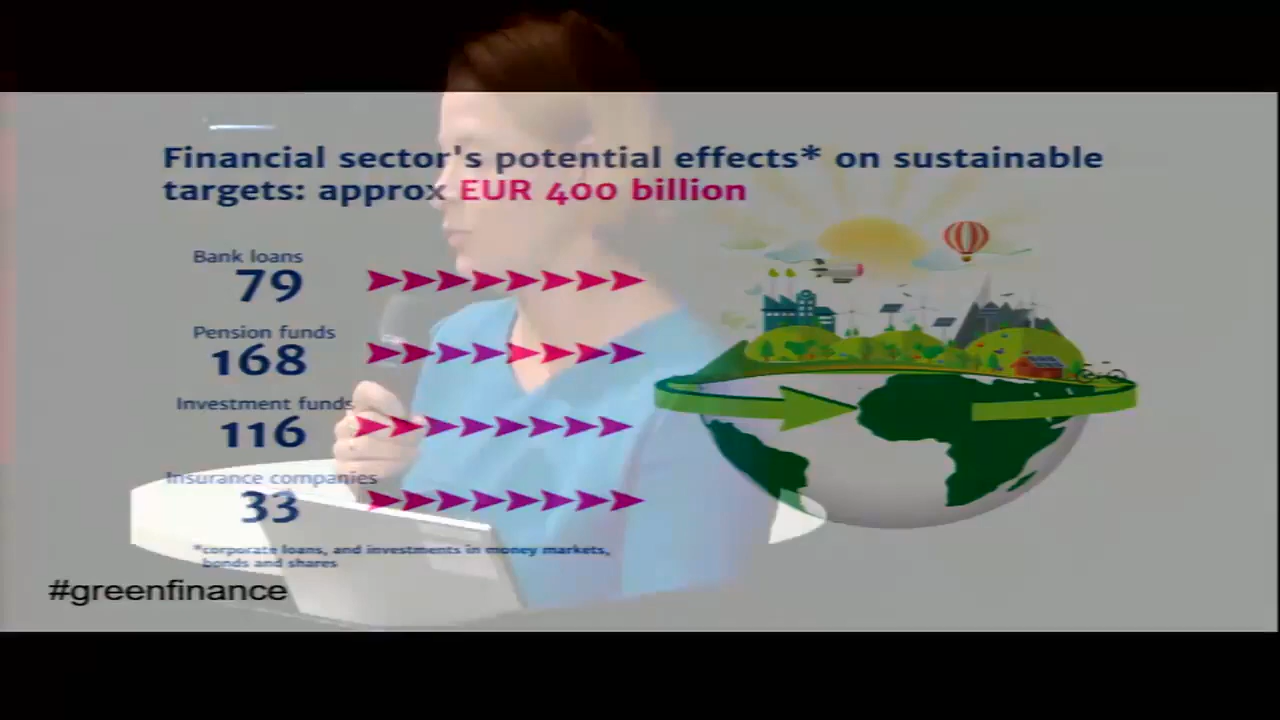 Financial sector's potential effects* on sustainable
targets: approx EUR 400 billion
Bank loans
79
Pension funds
168
Investment funds
116
Insurance companies
33
*corporate loans, and investments in money markets,
bonds and shares
#greenfinance